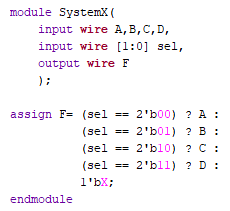 module SystemX(
input wire A,B,C,D,
input wire [1:0] sel,
output wire F
);
assign F= (sel == 2'b00) ? A :
(sel == 2'b01) ? B :
(sel == 2'b10) ? C :
(sel == 2'b11) ? D :
1'bX;
endmodule